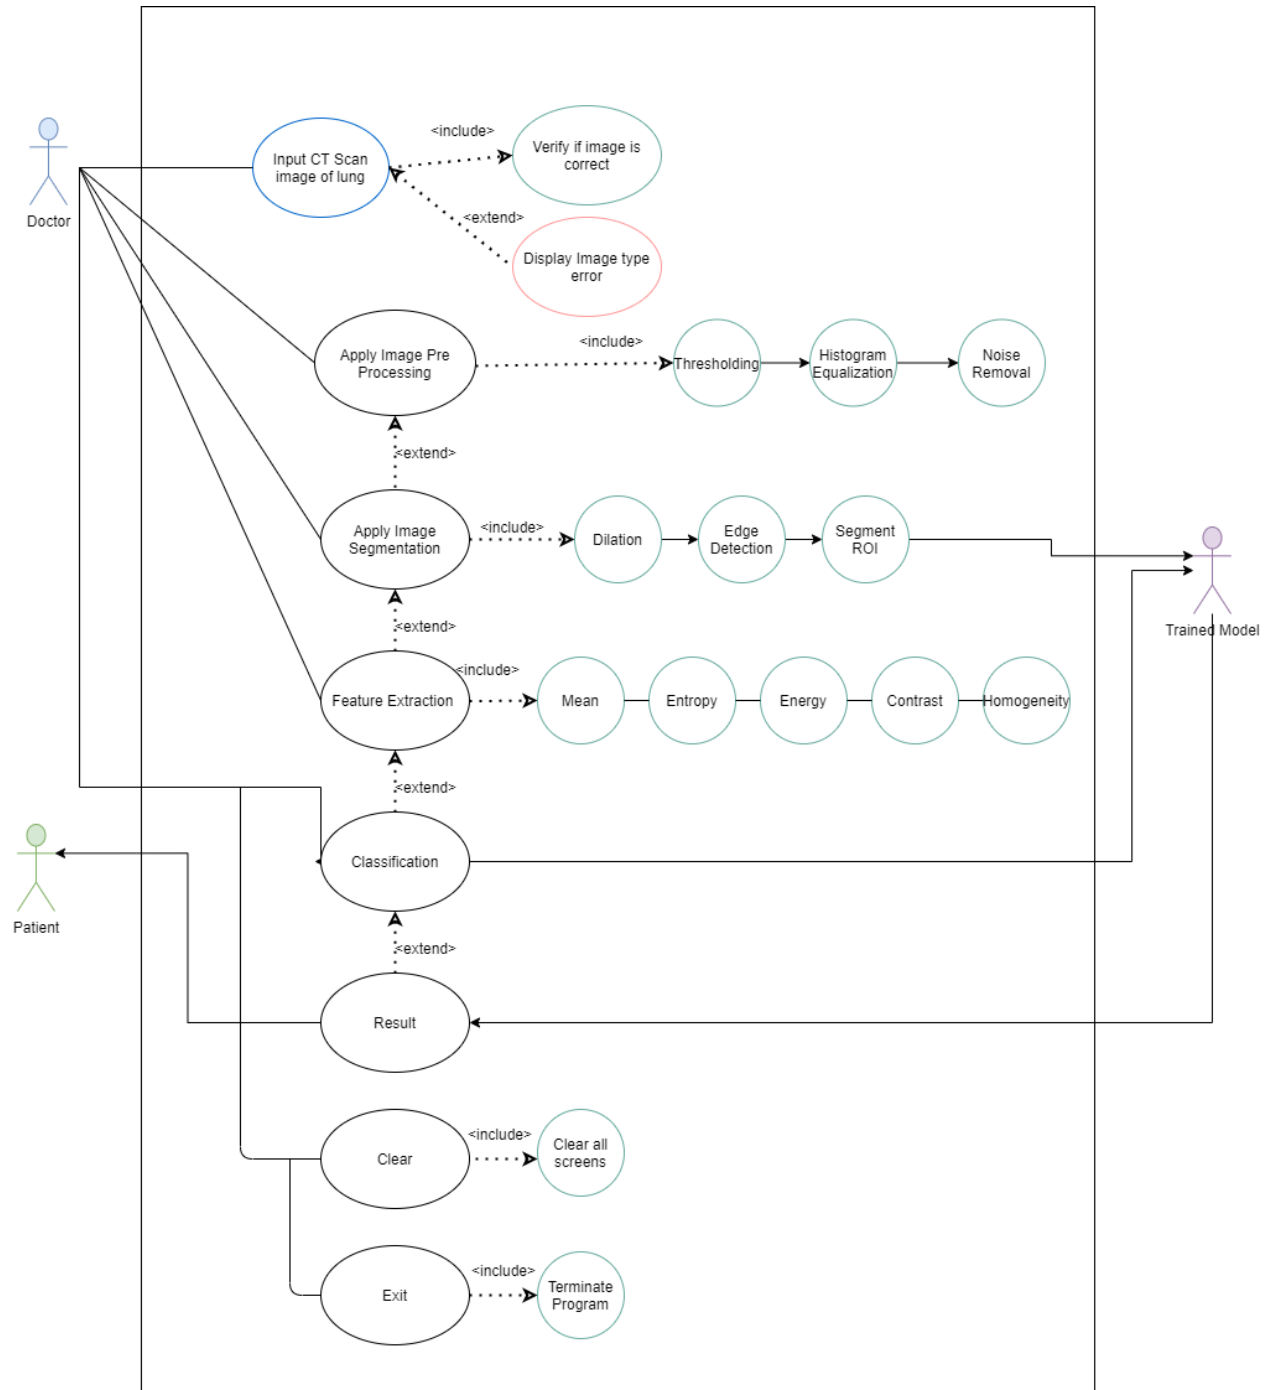 <include>
Verify if image is
correct
Input CT Scan
image of lung
Doctor
<extend>
Display Image type
error
<include>
Apply Image Pre
Processing
Thresholding
Histogram
Equalization
Noise
Removal
<extend>
<include>
Apply Image
Segmentation
Dilation
Edge
Detection
Segment
ROI
Trained Model
<extend>
<include>
Feature Extraction
Mean
Entropy
Energy
Contrast
Homogeneity
<extend>
Classification
Patient
<extend>
Result
<include>
Clear
Clear all
screens
<include>
Exit
Terminate
Program